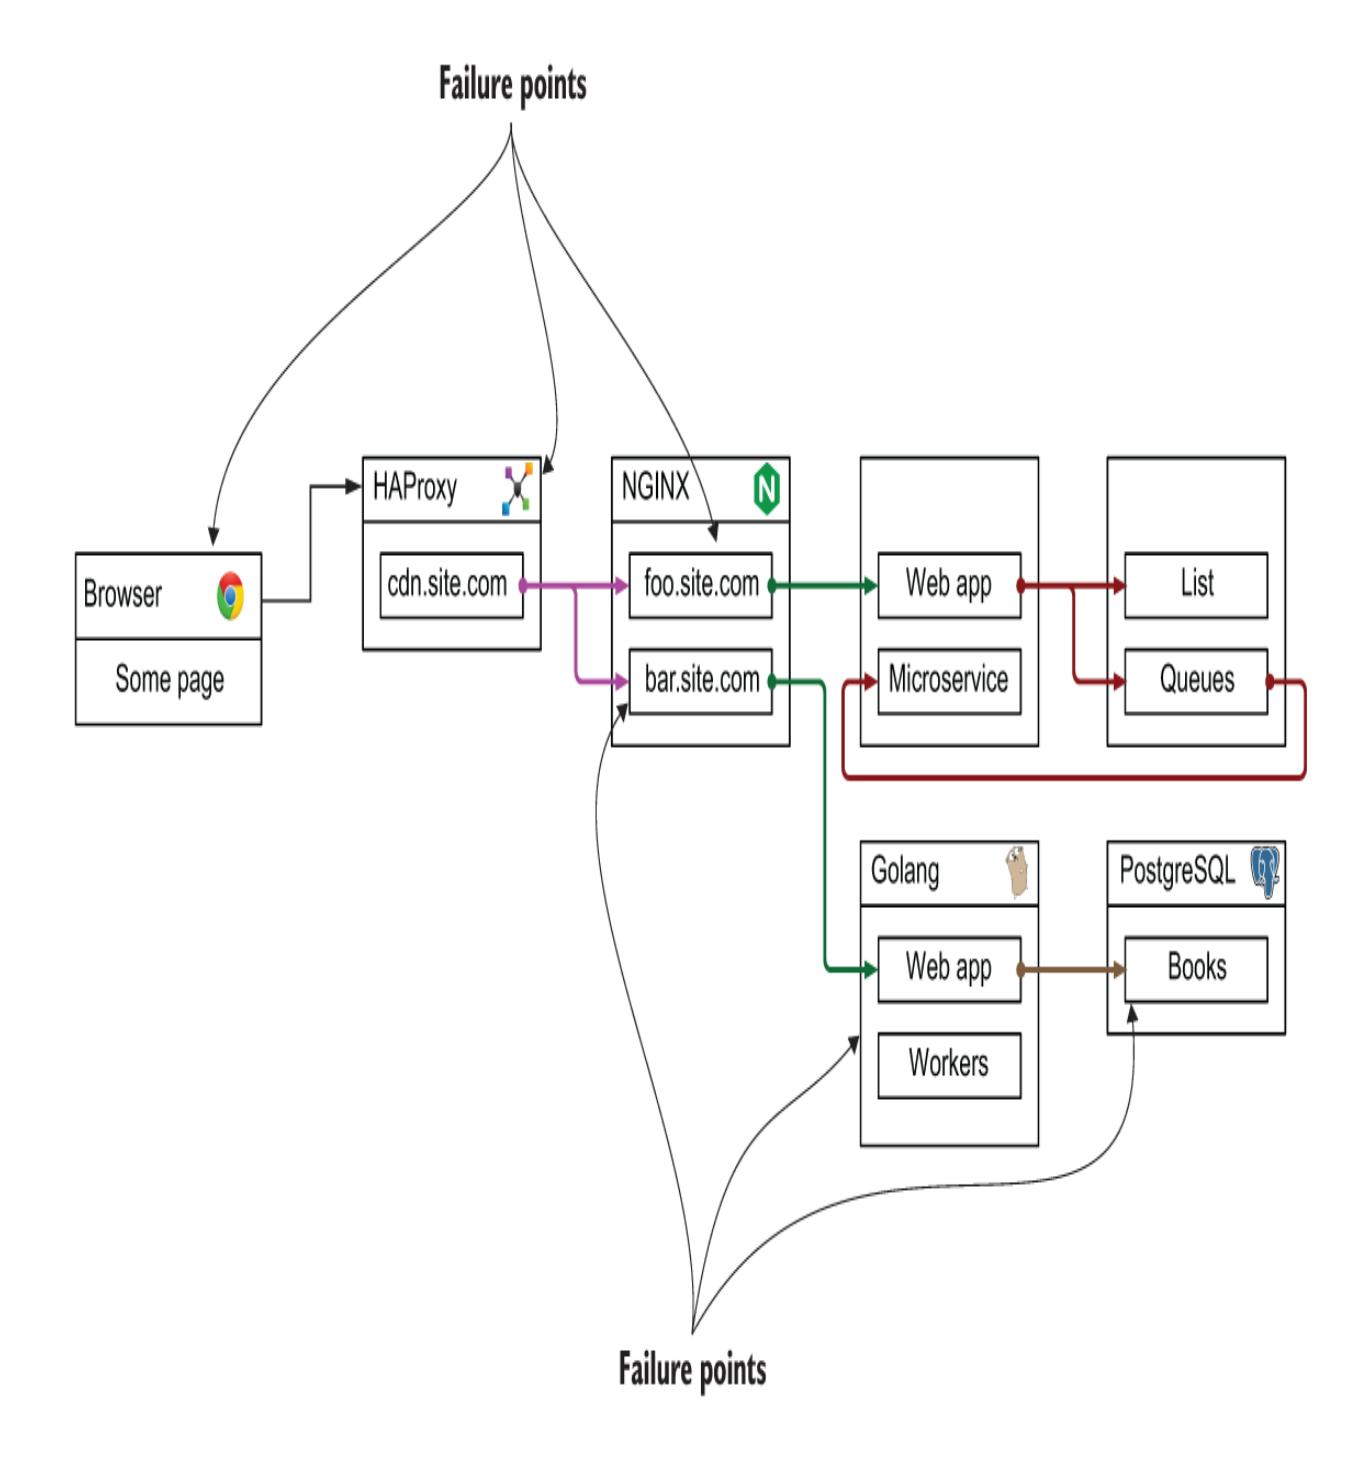 Failure points
HAProxy
NGINX
N
cdn.site.com
foo.site.com
Web app
List
Browser
Some page
bar.site.com
Microservice
Queues
Golang
PostgreSQL
Web app
Books
Workers
Failure points